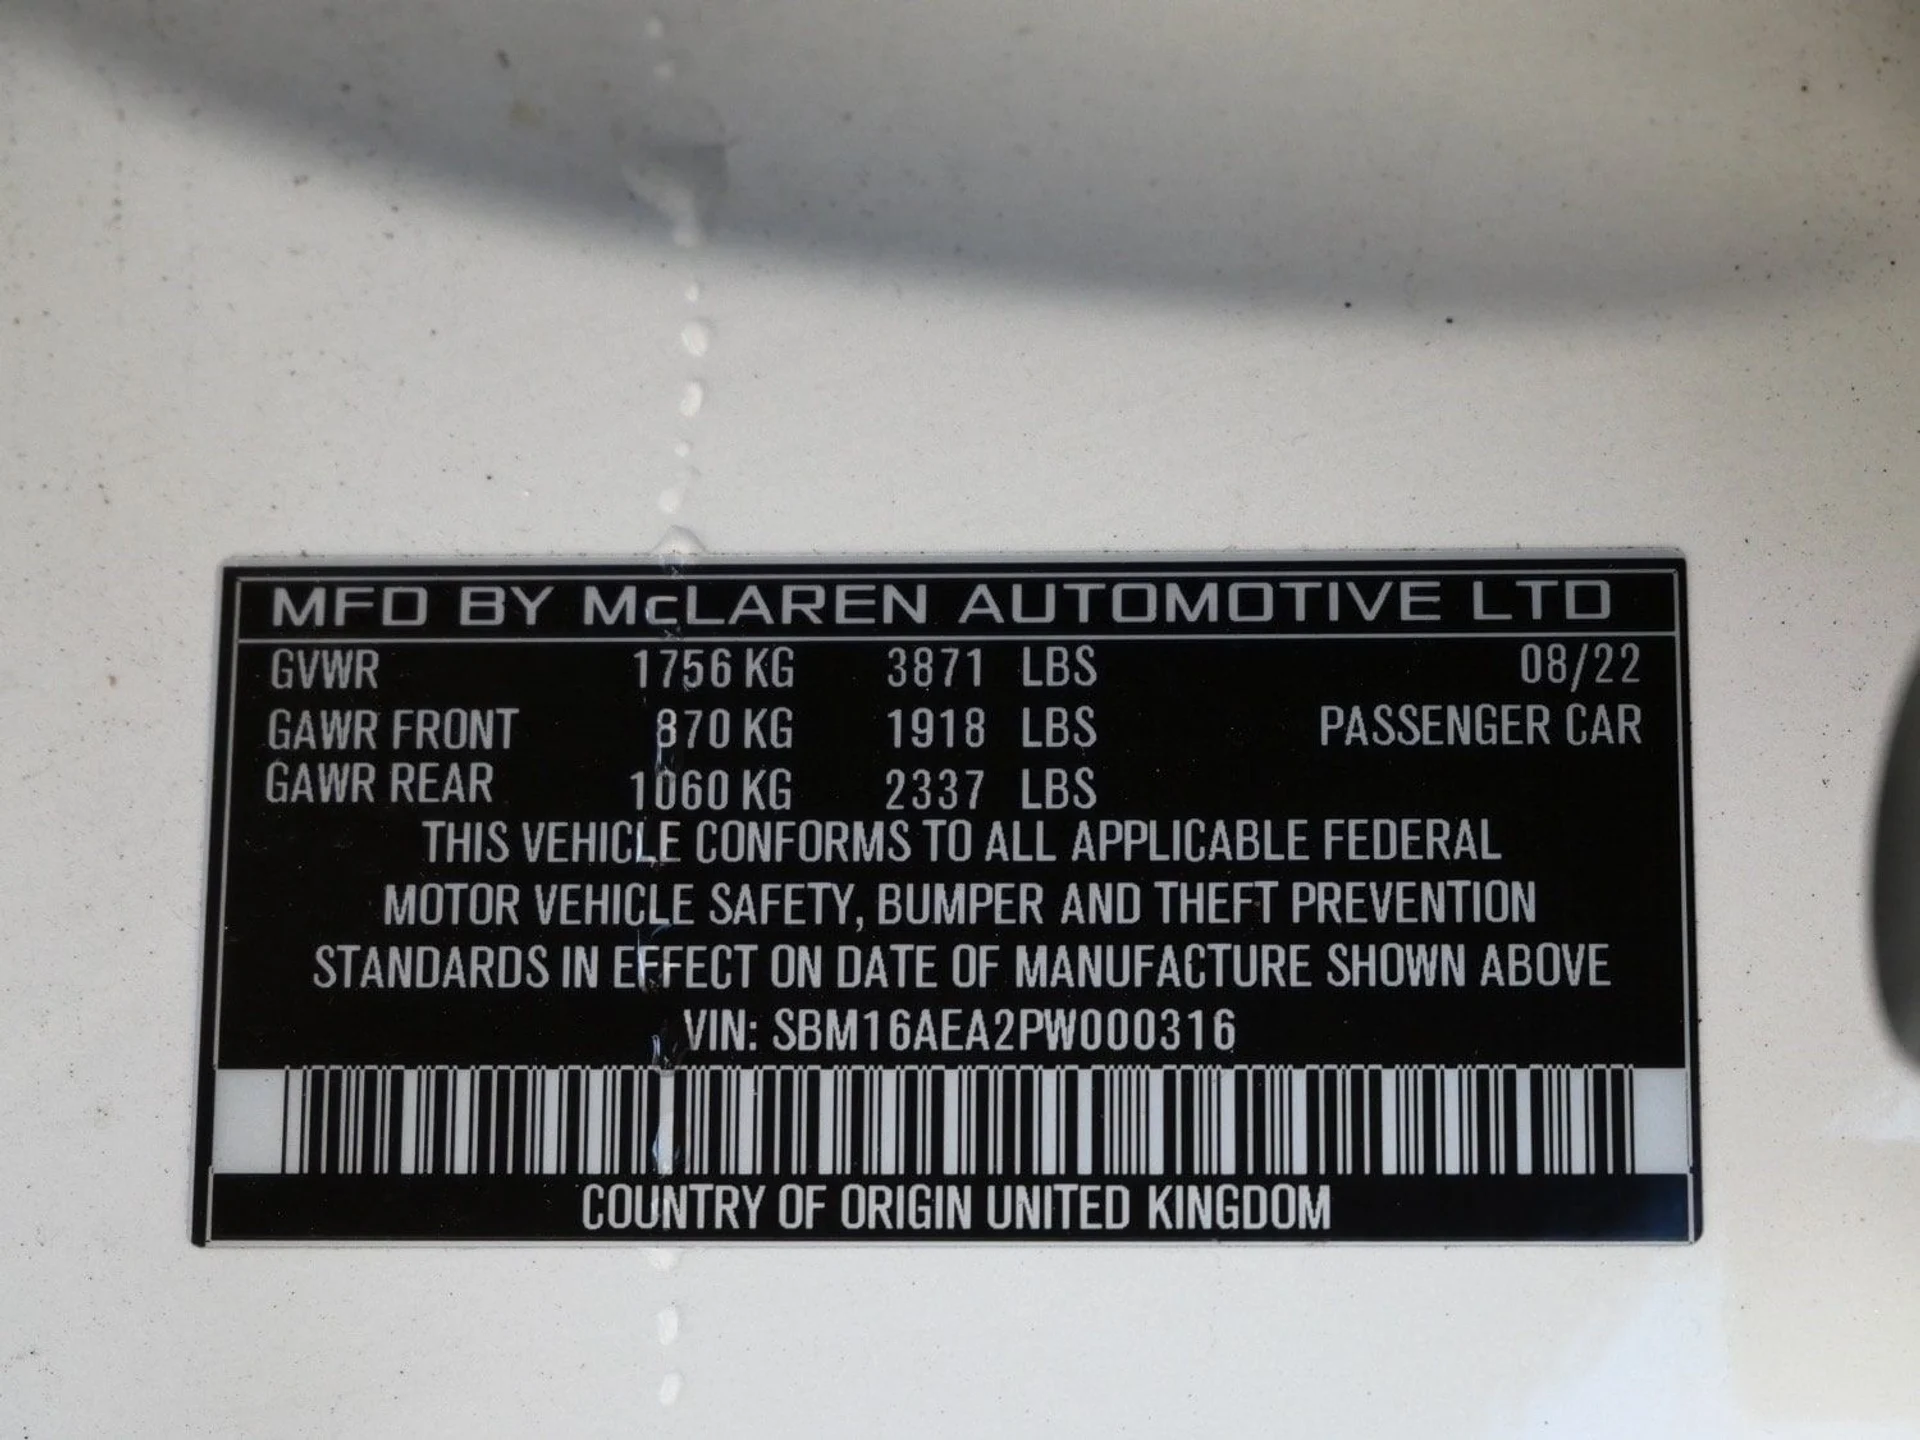 MFD BY McLAREN AUTOMOTIVE LTD
GVWR 1756 KG 3871 LBS 08/22
GAWR FRONT 870 KG 1918 LBS PASSENGER CAR
GAWR REAR 1060 KG 2337 LBS
THIS VEHICLE CONFORMS TO ALL APPLICABLE FEDERAL
MOTOR VEHICLE SAFETY, BUMPER AND THEFT PREVENTION
STANDARDS IN EFFECT ON DATE OF MANUFACTURE SHOWN ABOVE
VIN: SBM16AEA2PW000316
COUNTRY OF ORIGIN UNITED KINGDOM